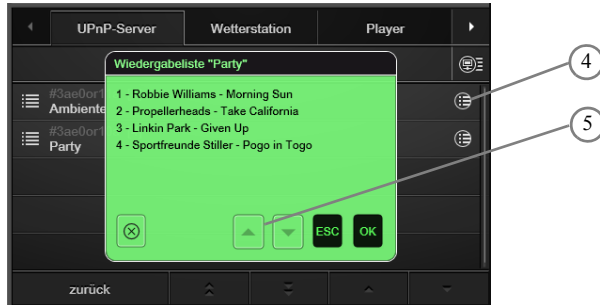 UPnP-Server Wetterstation Player
Wiedergabeliste "Party"
1 - Robbie Williams - Morning Sun
2 - Propellerheads - Take California
3 - Linkin Park - Given Up
4 - Sportfreunde Stiller - Pogo in Togo
#3ae0or1
Ambiente
#3ae0or1
Party
ESC OK
zurück
4
5